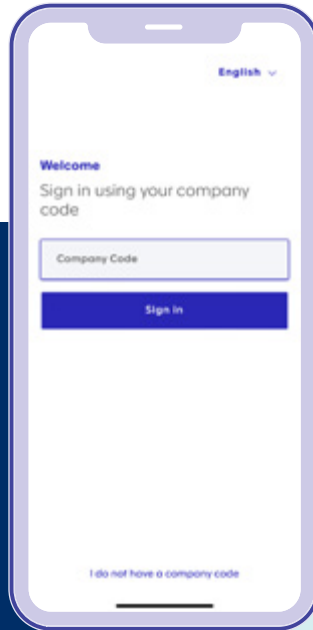 English
Welcome
Sign in using your company
code
Company Code
Sign in
I do not have a company code